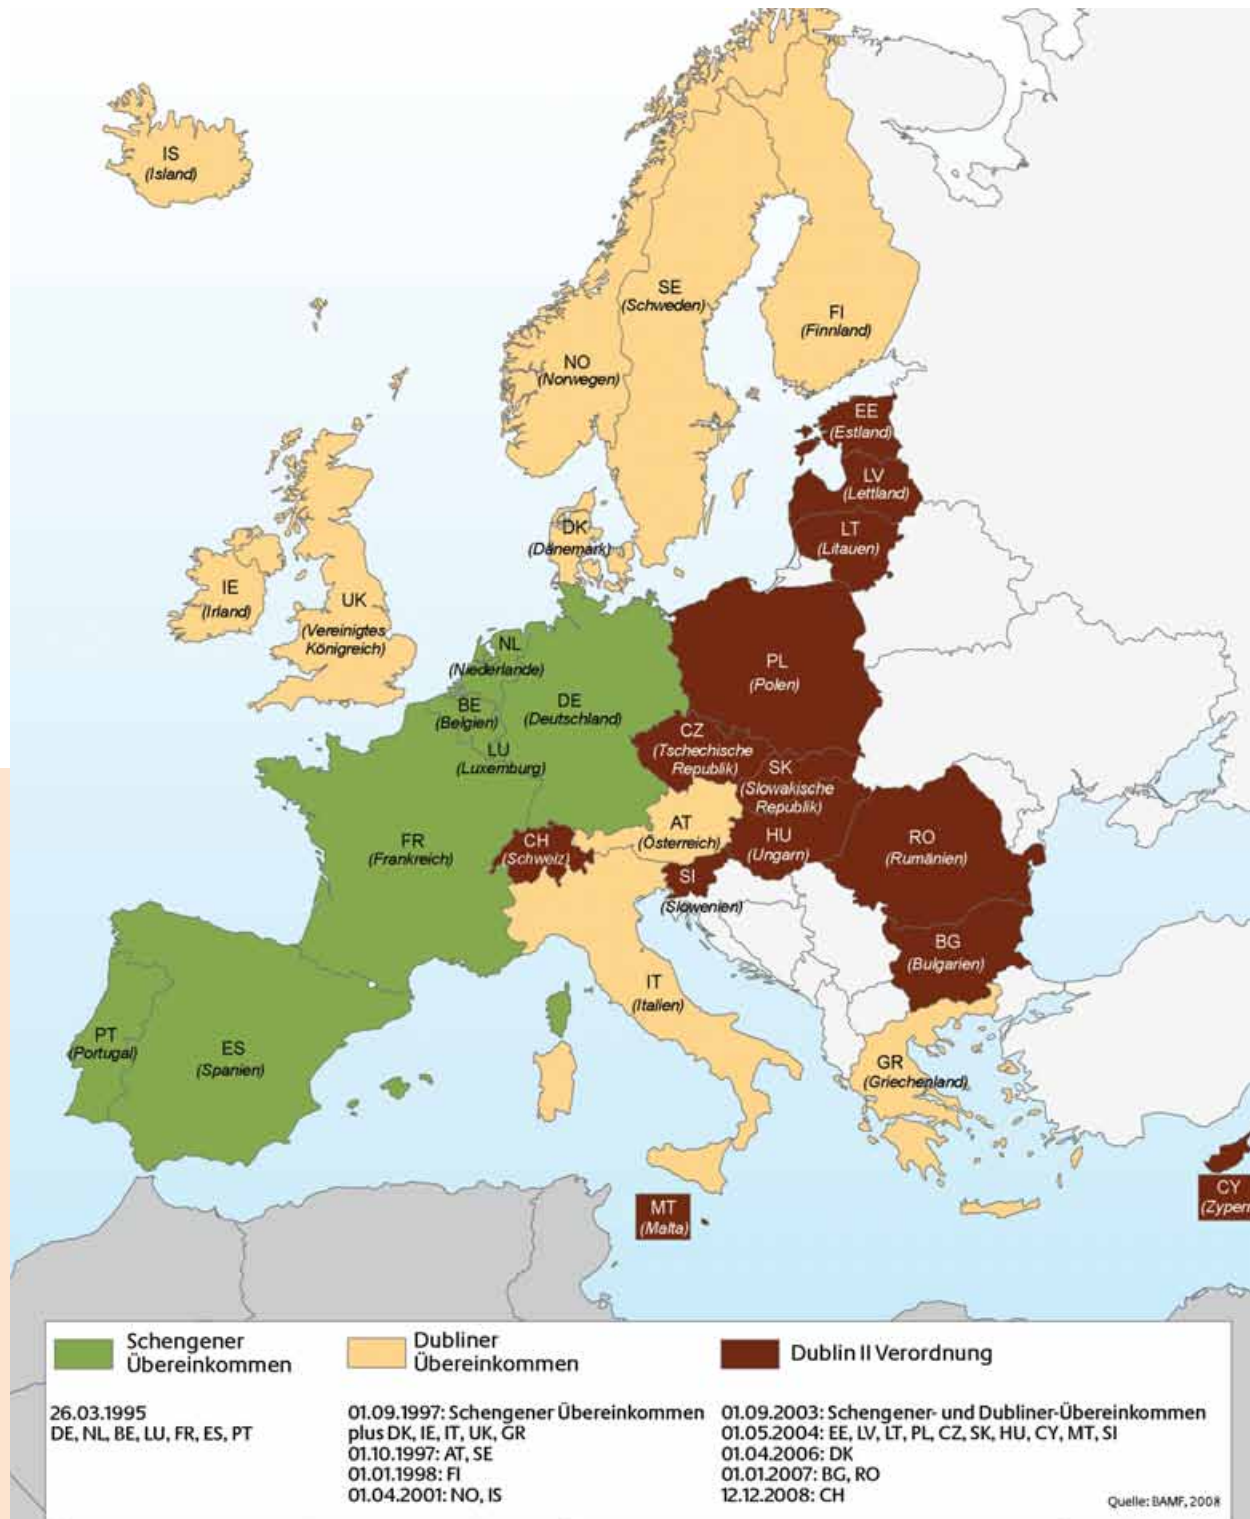 IS
(Island)
SE
(Schweden)
FI
(Finnland)
NO
(Norwegen)
EE
(Estland)
LV
(Lettland)
LT
(Litauen)
DK
(Dänemark)
IE
(Irland)
UK
(Vereinigtes
Königreich)
NL
(Niederlande)
BE
(Belgien)
DE
(Deutschland)
LU
(Luxemburg)
PL
(Polen)
CZ
(Tschechische
Republik)
SK
(Slowakische
Republik)
AT
(Österreich)
HU
(Ungarn)
RO
(Rumänien)
FR
(Frankreich)
CH
(Schweiz)
SI
(Slowenien)
BG
(Bulgarien)
IT
(Italien)
PT
(Portugal)
ES
(Spanien)
GR
(Griechenland)
MT
(Malta)
CY
(Zypern
Schengener
Übereinkommen
26.03.1995
DE, NL, BE, LU, FR, ES, PT
Dubliner
Übereinkommen
01.09.1997: Schengener Übereinkommen
plus DK, IE, IT, UK, GR
01.10.1997: AT, SE
01.01.1998: FI
01.04.2001: NO, IS
Dublin II Verordnung
01.09.2003: Schengener- und Dubliner-Übereinkommen
01.05.2004: EE, LV, LT, PL, CZ, SK, HU, CY, MT, SI
01.04.2006: DK
01.01.2007: BG, RO
12.12.2008: CH
Quelle: BAMF, 2008